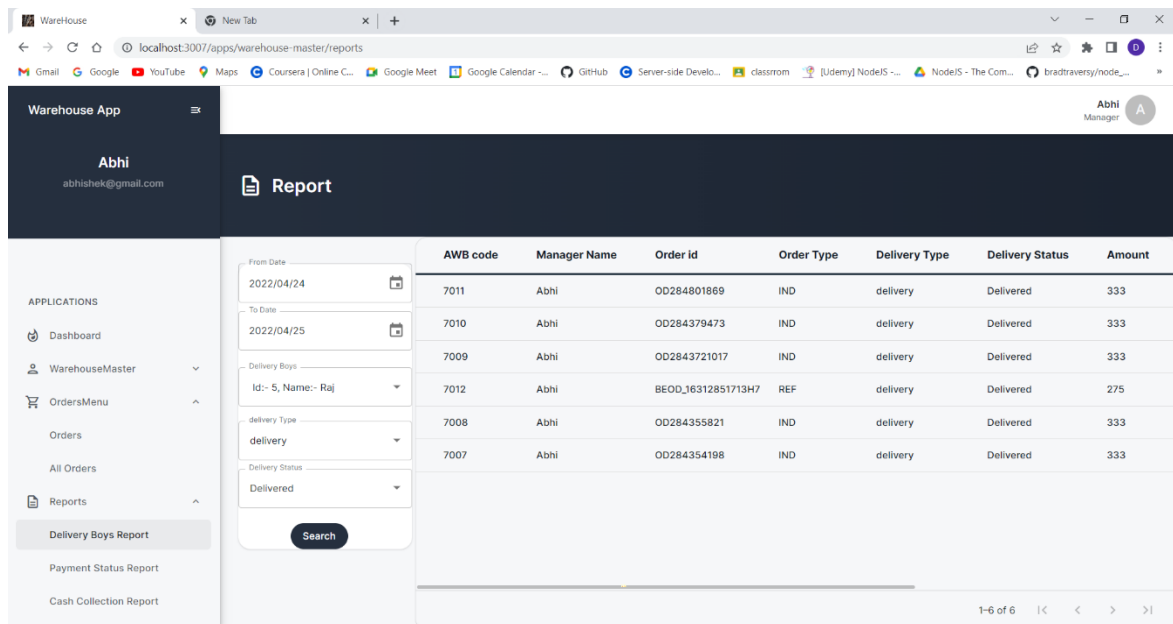 WareHouse
New Tab
localhost:3007/apps/warehouse-master/reports
D
Gmail Google YouTube Maps Coursera | Online C... Google Meet Google Calendar -... GitHub Server-side Develo... classrrom [Udemy] NodeJS -... NodeJS - The Com... bradtraversy/node_... »
Warehouse App
Abhi
Manager
A
Abhi
abhishek@gmail.com
Report
APPLICATIONS
Dashboard
WarehouseMaster
OrdersMenu
Orders
All Orders
Reports
Delivery Boys Report
Payment Status Report
Cash Collection Report
From Date
2022/04/24
To Date
2022/04/25
Delivery Boys
Id:- 5, Name:- Raj
delivery Type
delivery
Delivery Status
Delivered
Search
AWB code Manager Name Order id Order Type Delivery Type Delivery Status Amount
7011 Abhi OD284801869 IND delivery Delivered 333
7010 Abhi OD284379473 IND delivery Delivered 333
7009 Abhi OD2843721017 IND delivery Delivered 333
7012 Abhi BEOD_16312851713H7 REF delivery Delivered 275
7008 Abhi OD284355821 IND delivery Delivered 333
7007 Abhi OD284354198 IND delivery Delivered 333
1–6 of 6